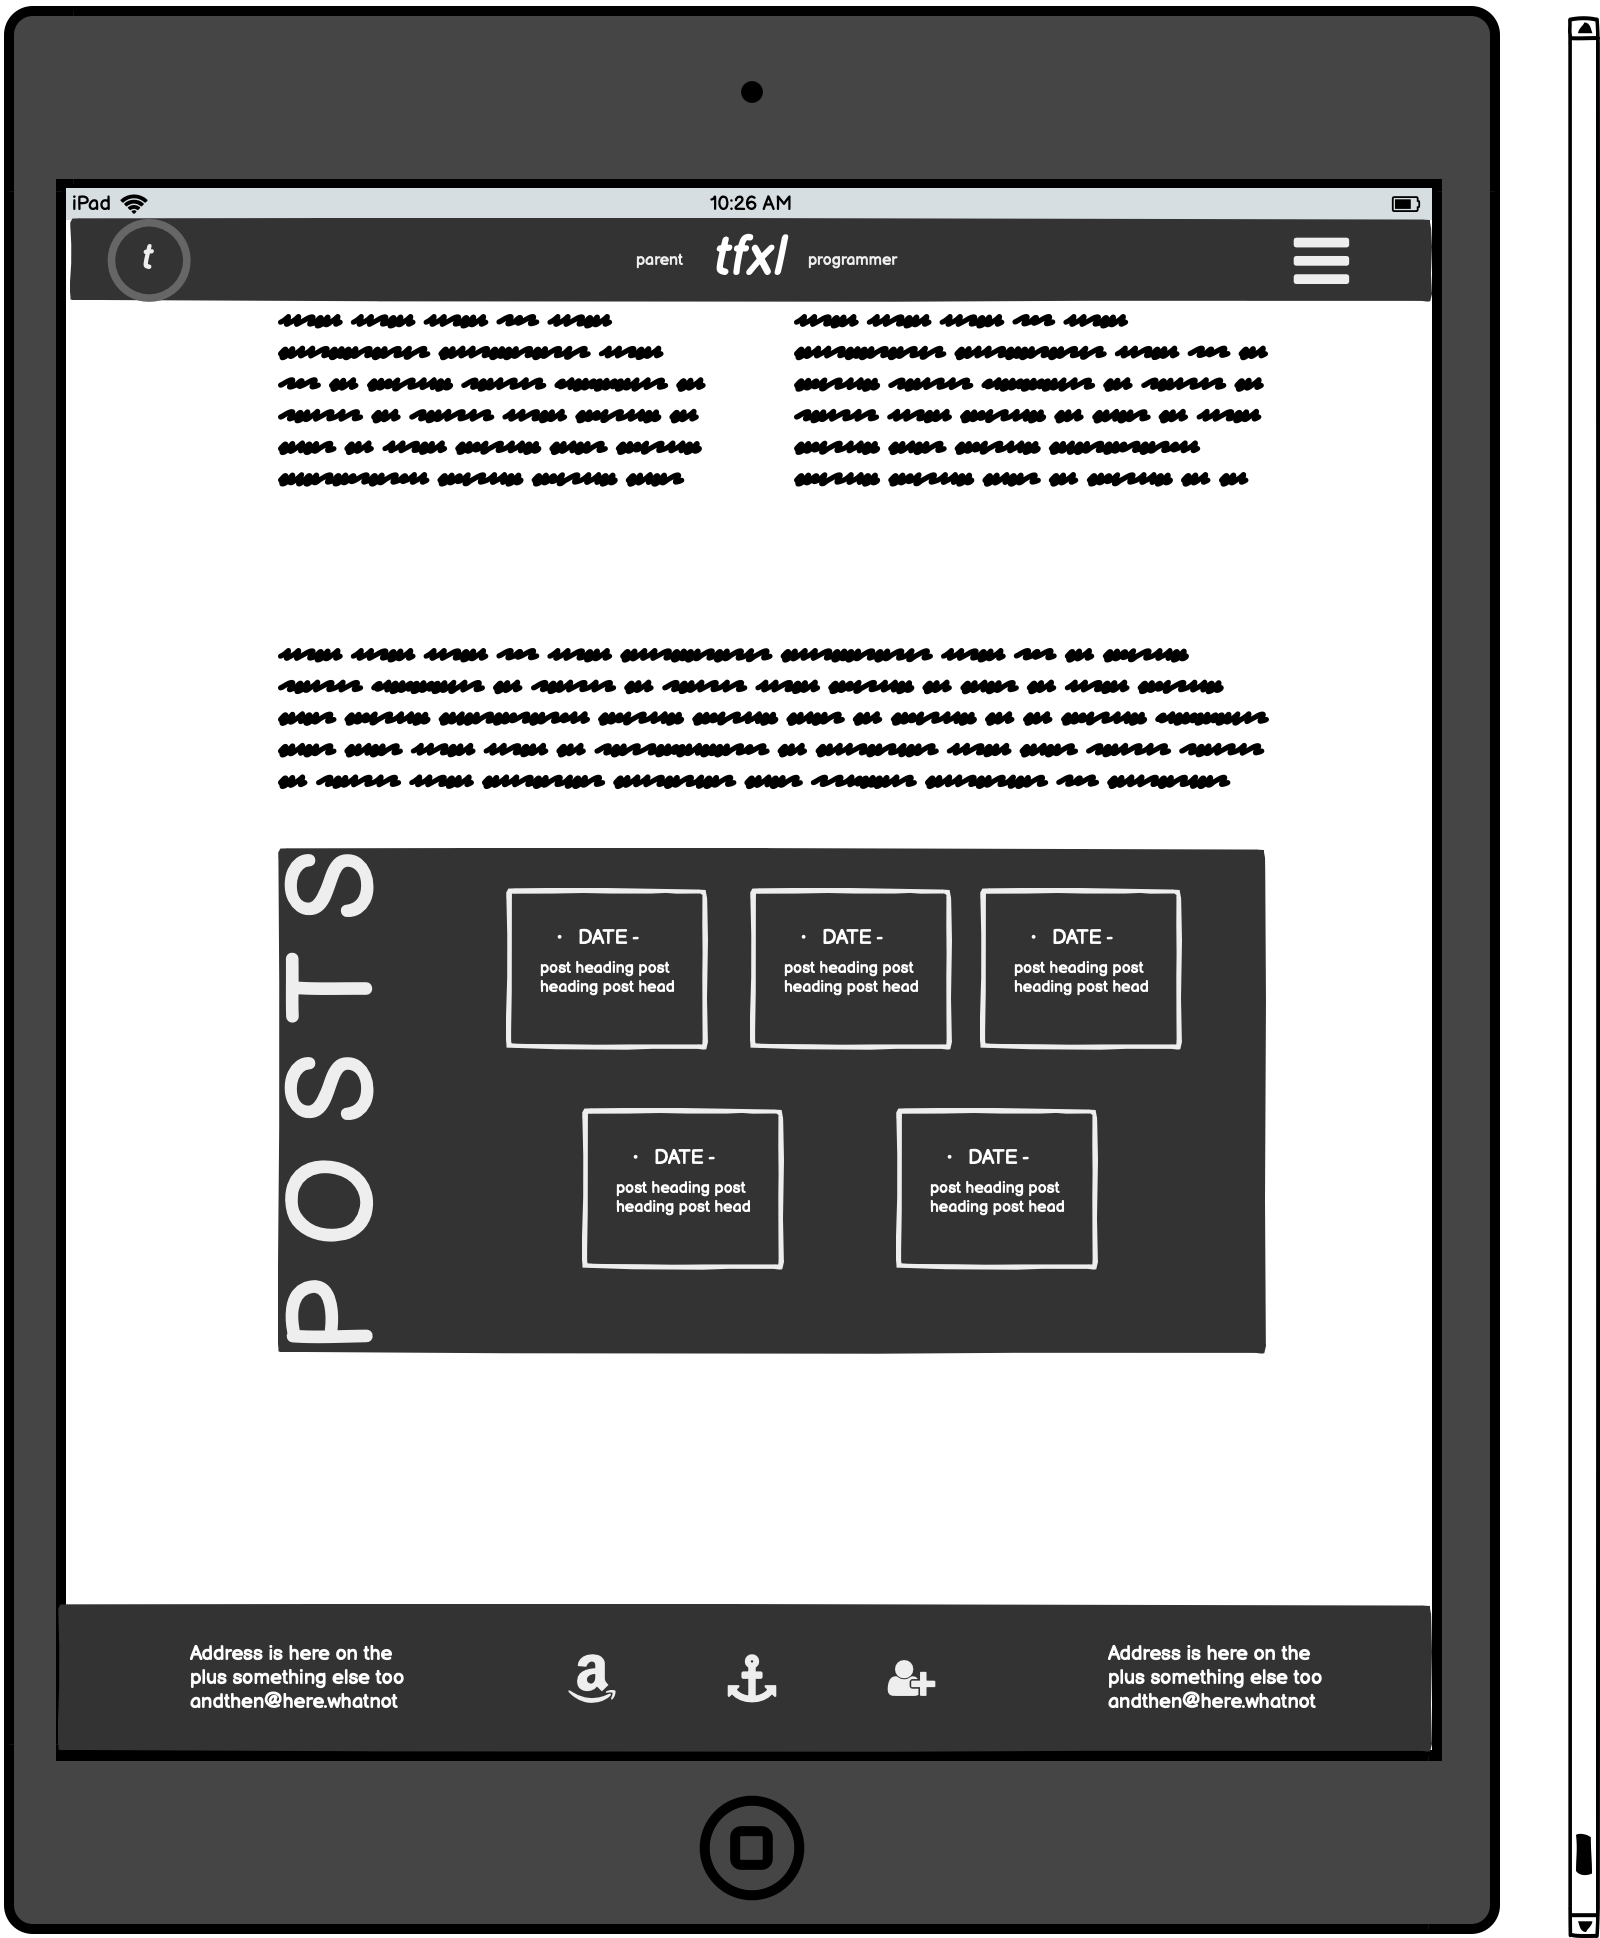 iPad
10:26 AM
t
parent
tfxl
programmer
POSTS
· DATE -
post heading post
heading post head
· DATE -
post heading post
heading post head
· DATE -
post heading post
heading post head
· DATE -
post heading post
heading post head
· DATE -
post heading post
heading post head
Address is here on the
plus something else too
andthen@here.whatnot
a
Address is here on the
plus something else too
andthen@here.whatnot